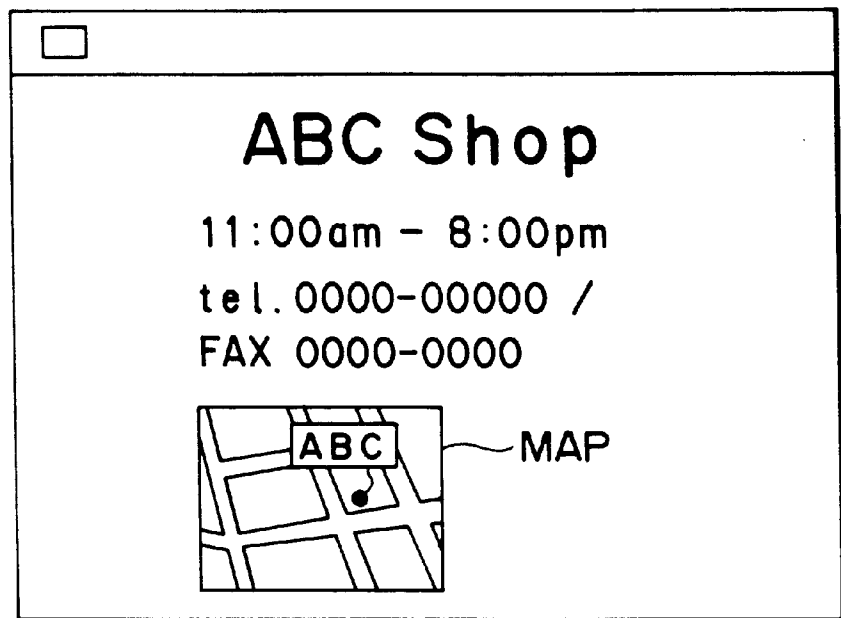 ABC Shop
11:00am - 8:00pm
tel. 0000-00000 /
FAX 0000-0000
ABC
MAP